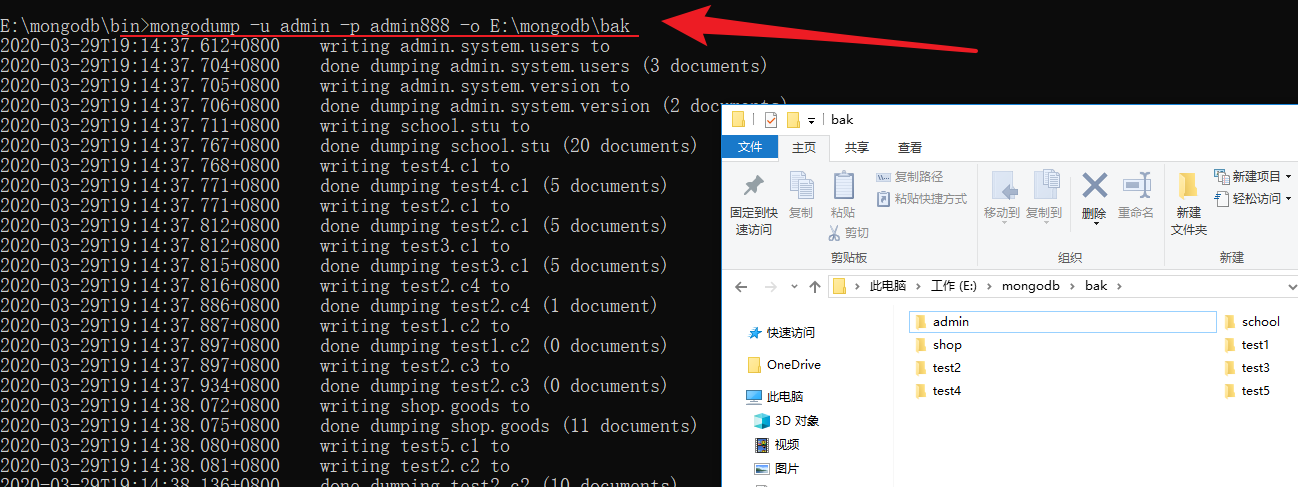 E:\mongodb\bin>mongodump -u admin -p admin888 -o E:\mongodb\bak
2020-03-29T19:14:37.612+0800 writing admin.system.users to
2020-03-29T19:14:37.704+0800 done dumping admin.system.users (3 documents)
2020-03-29T19:14:37.705+0800 writing admin.system.version to
2020-03-29T19:14:37.706+0800 done dumping admin.system.version (2 documents)
2020-03-29T19:14:37.711+0800 writing school.stu to
2020-03-29T19:14:37.767+0800 done dumping school.stu (20 documents)
2020-03-29T19:14:37.768+0800 writing test4.c1 to
2020-03-29T19:14:37.771+0800 done dumping test4.c1 (5 documents)
2020-03-29T19:14:37.771+0800 writing test2.c1 to
2020-03-29T19:14:37.812+0800 done dumping test2.c1 (5 documents)
2020-03-29T19:14:37.812+0800 writing test3.c1 to
2020-03-29T19:14:37.815+0800 done dumping test3.c1 (5 documents)
2020-03-29T19:14:37.816+0800 writing test2.c4 to
2020-03-29T19:14:37.886+0800 done dumping test2.c4 (1 document)
2020-03-29T19:14:37.887+0800 writing test1.c2 to
2020-03-29T19:14:37.897+0800 done dumping test1.c2 (0 documents)
2020-03-29T19:14:37.897+0800 writing test2.c3 to
2020-03-29T19:14:37.934+0800 done dumping test2.c3 (0 documents)
2020-03-29T19:14:38.072+0800 writing shop.goods to
2020-03-29T19:14:38.075+0800 done dumping shop.goods (11 documents)
2020-03-29T19:14:38.080+0800 writing test5.c1 to
2020-03-29T19:14:38.081+0800 writing test2.c2 to
2020-03-29T19:14:38.136+0800 done dumping test2.c2 (10 documents)
bak
文件 主页 共享 查看
固定到快速访问
复制
粘贴
复制路径
粘贴快捷方式
剪切
剪贴板
移动到 复制到 删除 重命名
组织
新建文件夹
新建项目
轻松访问
新建
此电脑 工作 (E:) mongodb bak
快速访问
OneDrive
此电脑
3D 对象
视频
图片
admin school
shop test1
test2 test3
test4 test5